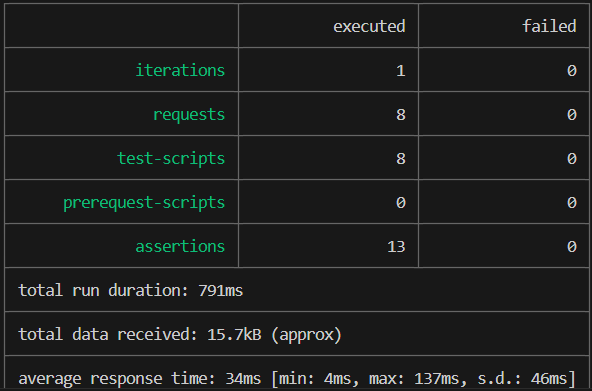 executed failed
iterations 1 0
requests 8 0
test-scripts 8 0
prerequest-scripts 0 0
assertions 13 0
total run duration: 791ms
total data received: 15.7kB (approx)
average response time: 34ms [min: 4ms, max: 137ms, s.d.: 46ms]